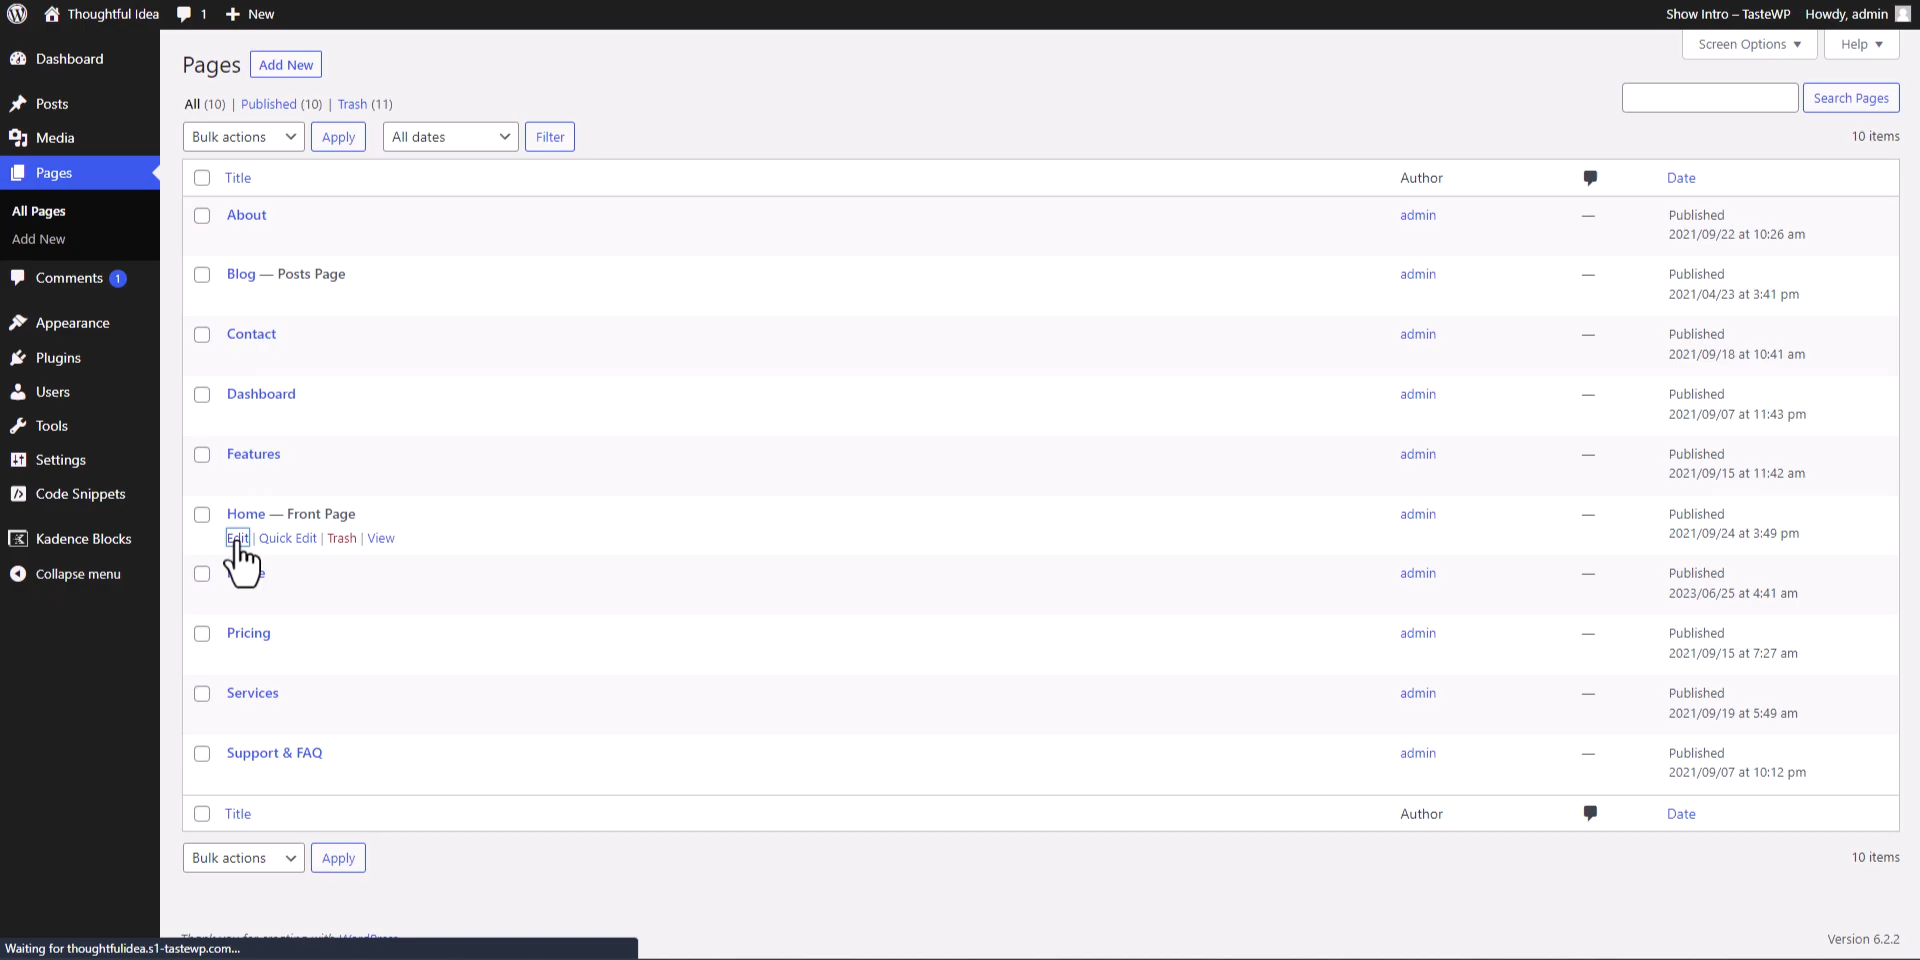 Thoughtful Idea 1 New Show Intro – TasteWP Howdy, admin
Screen Options Help
Dashboard
Posts
Media
Pages
All Pages
Add New
Comments 1
Appearance
Plugins
Users
Tools
Settings
Code Snippets
Kadence Blocks
Collapse menu
Pages Add New
All (10) | Published (10) | Trash (11)
Search Pages
Bulk actions Apply All dates Filter
10 items
Title Author Date
About admin — Published
2021/09/22 at 10:26 am
Blog — Posts Page admin — Published
2021/04/23 at 3:41 pm
Contact admin — Published
2021/09/18 at 10:41 am
Dashboard admin — Published
2021/09/07 at 11:43 pm
Features admin — Published
2021/09/15 at 11:42 am
Home — Front Page admin — Published
Edit | Quick Edit | Trash | View 2021/09/24 at 3:49 pm
admin — Published
2023/06/25 at 4:41 am
Pricing admin — Published
2021/09/15 at 7:27 am
Services admin — Published
2021/09/19 at 5:49 am
Support & FAQ admin — Published
2021/09/07 at 10:12 pm
Title Author Date
Bulk actions Apply
10 items
Version 6.2.2
Waiting for thoughtfulidea.s1-tastewp.com...